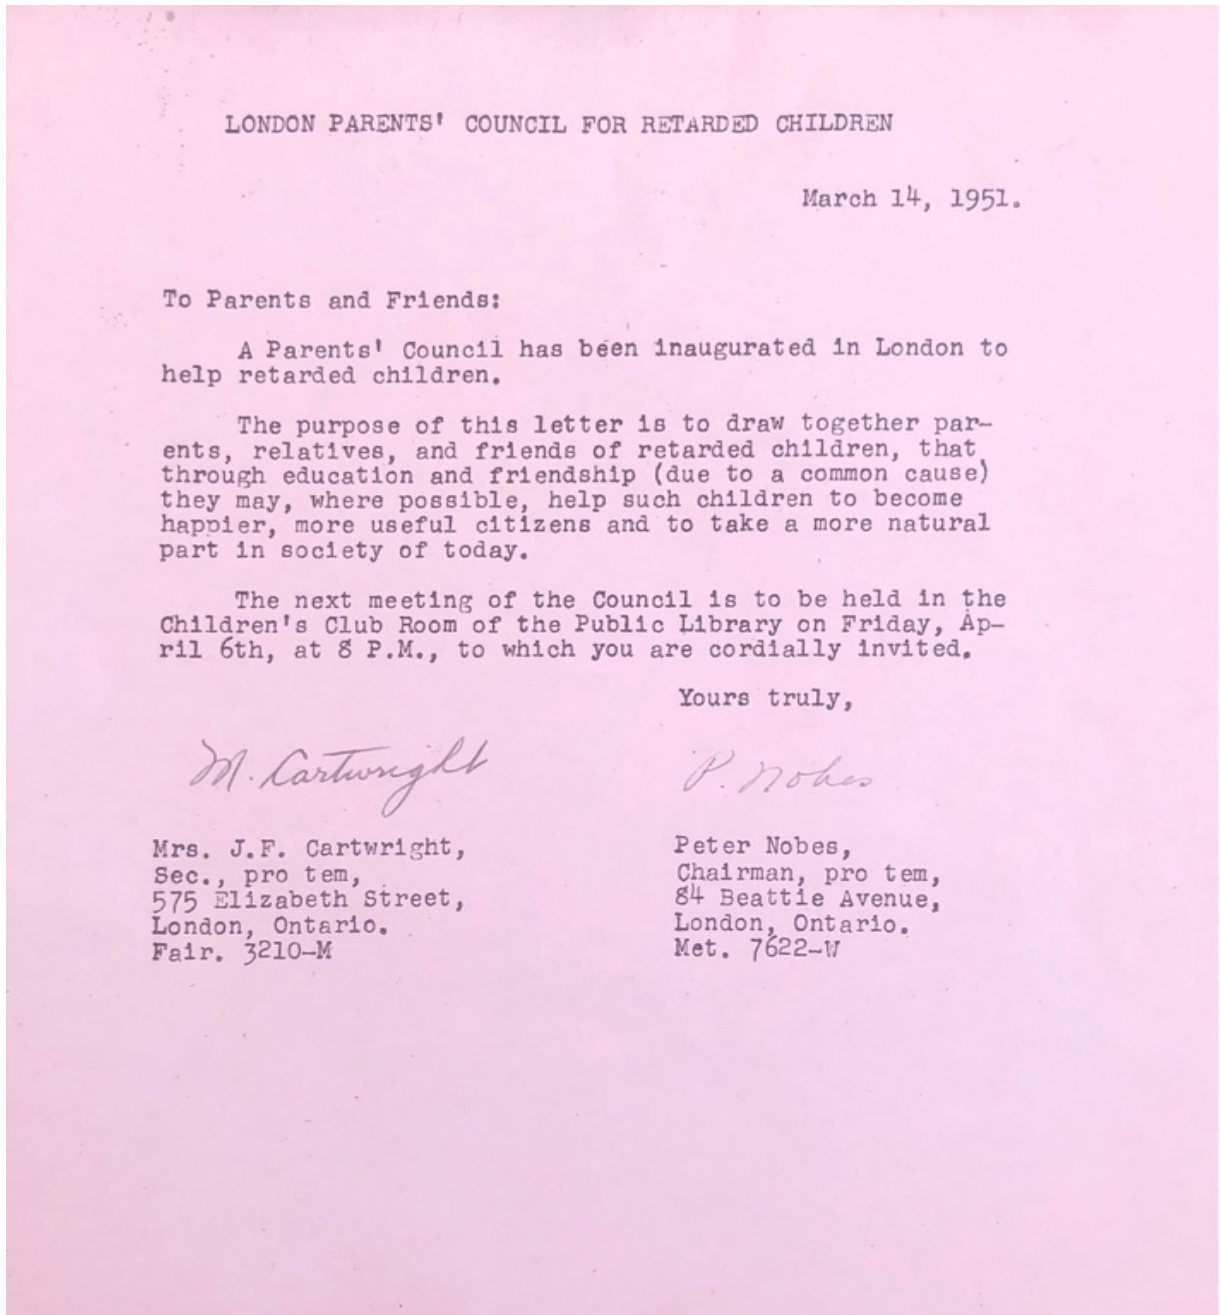 LONDON PARENTS' COUNCIL FOR RETARDED CHILDREN
March 14, 1951.
To Parents and Friends:
A Parents' Council has been inaugurated in London to
help retarded children.
The purpose of this letter is to draw together par-
ents, relatives, and friends of retarded children, that
through education and friendship (due to a common cause)
they may, where possible, help such children to become
happier, more useful citizens and to take a more natural
part in society of today.
The next meeting of the Council is to be held in the
Children's Club Room of the Public Library on Friday, Ap-
ril 6th, at 8 P.M., to which you are cordially invited.
Yours truly,
M. Cartwright
P. Nobes
Mrs. J.F. Cartwright,
Sec., pro tem,
575 Elizabeth Street,
London, Ontario.
Fair. 3210-M
Peter Nobes,
Chairman, pro tem,
84 Beattie Avenue,
London, Ontario.
Met. 7622-W